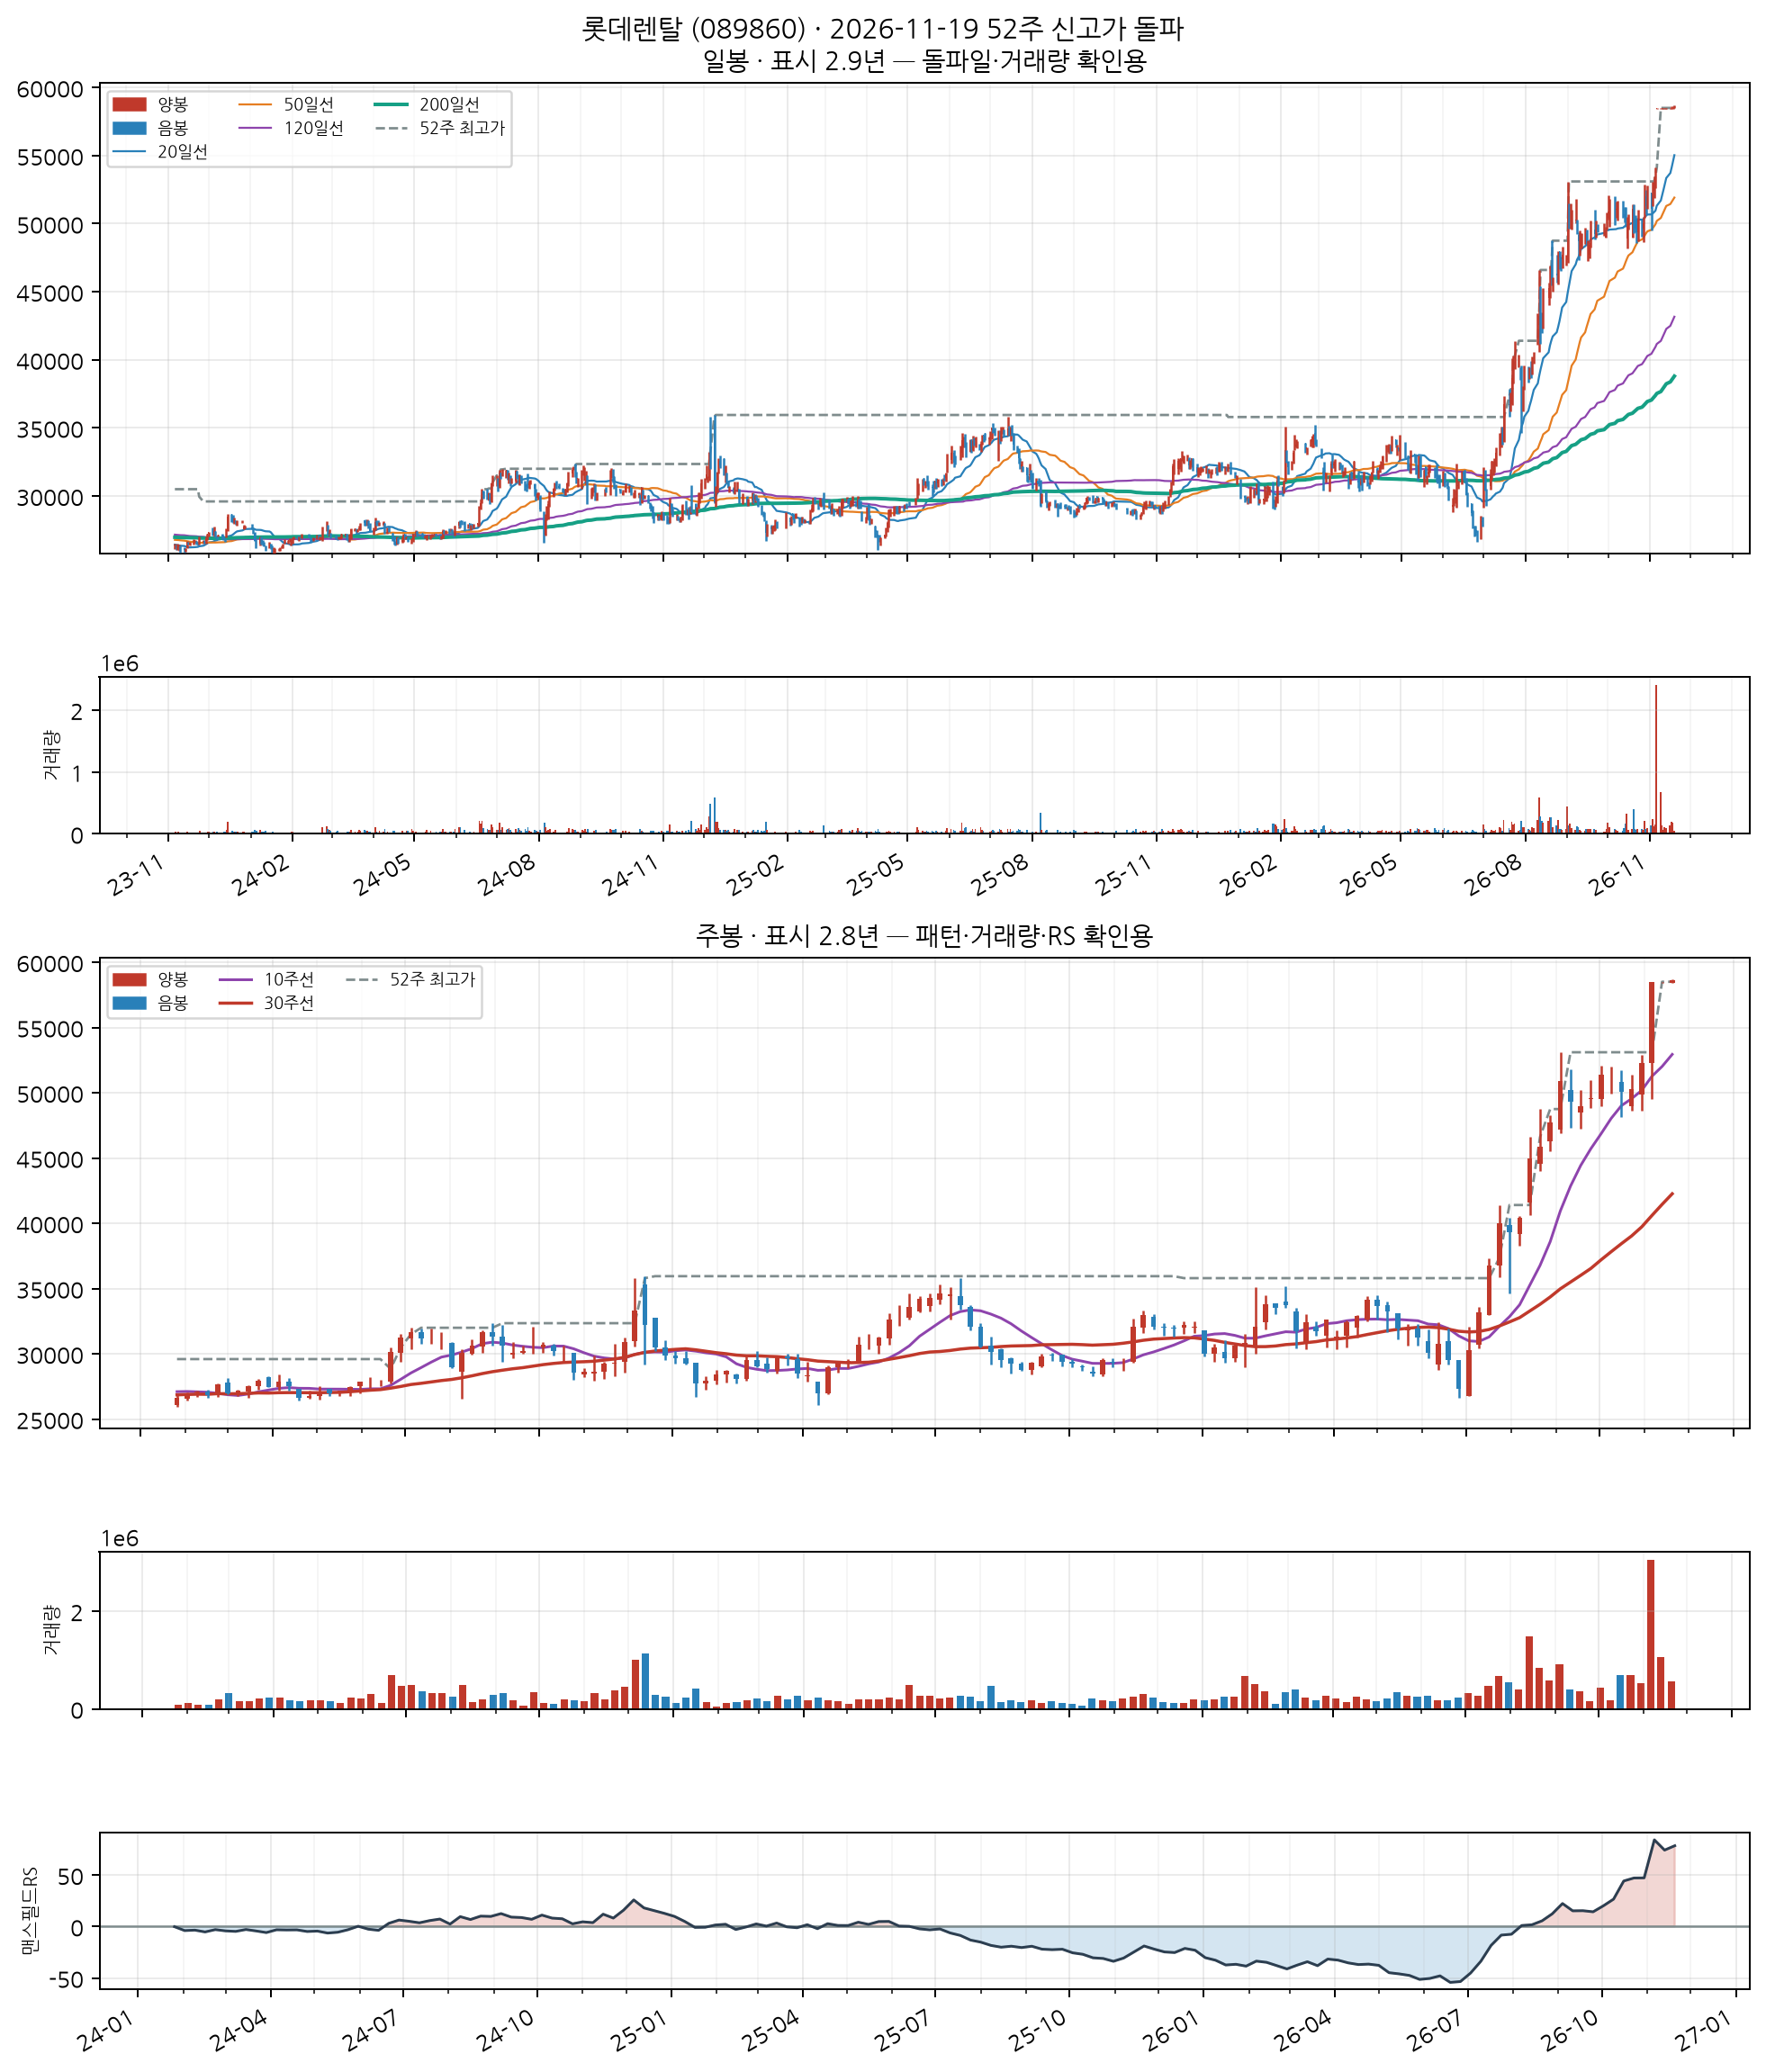 롯데렌탈 (089860) · 2026-11-19 52주 신고가 돌파
일봉 · 표시 2.9년 — 돌파일·거래량 확인용
양봉
음봉
20일선
50일선
120일선
200일선
52주 최고가
60000
55000
50000
45000
40000
35000
30000
1e6
거래량
2
1
0
23-11
24-02
24-05
24-08
24-11
25-02
25-05
25-08
25-11
26-02
26-05
26-08
26-11
주봉 · 표시 2.8년 — 패턴·거래량·RS 확인용
양봉
음봉
10주선
30주선
52주 최고가
60000
55000
50000
45000
40000
35000
30000
25000
1e6
거래량
2
0
맨스필드RS
50
0
-50
24-01
24-04
24-07
24-10
25-01
25-04
25-07
25-10
26-01
26-04
26-07
26-10
27-01